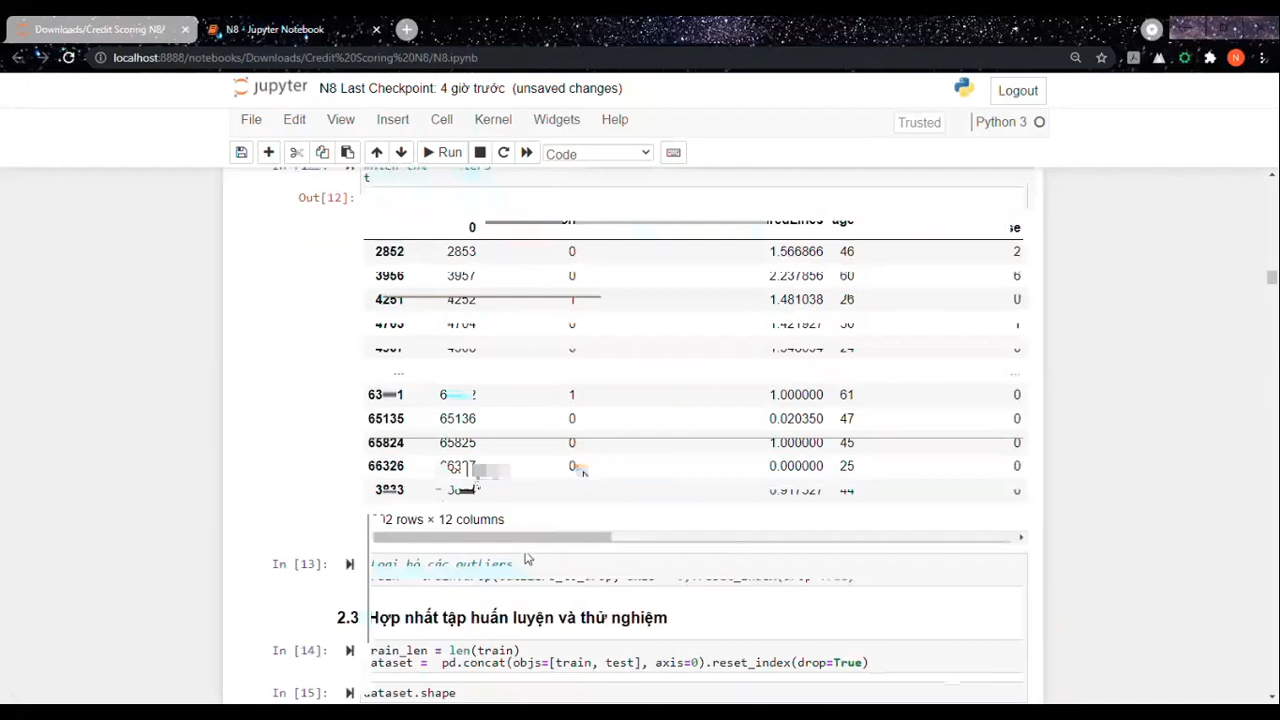 Downloads/Credit Scoring N8/
N8 - Jupyter Notebook
localhost:8888/notebooks/Downloads/Credit%20Scoring%20N8/N8.ipynb
N
jupyter
N8 Last Checkpoint: 4 giờ trước (unsaved changes)
Logout
File Edit View Insert Cell Kernel Widgets Help
Trusted
Python 3
Run
Code
t
Out[12]:
0 age se
2852 2853 0 1.566866 46 2
3956 3957 0 2.237856 60 6
4251 4252 1 1.481038 26 0
...
1 1.000000 61 0
65135 65136 0 0.020350 47 0
65824 65825 0 1.000000 45 0
66326 0 0.000000 25 0
rows × 12 columns
In [13]:
Loại bỏ các outliers
2.3 Hợp nhất tập huấn luyện và thử nghiệm
In [14]: rain_len = len(train)
ataset = pd.concat(objs=[train, test], axis=0).reset_index(drop=True)
In [15]: dataset.shape